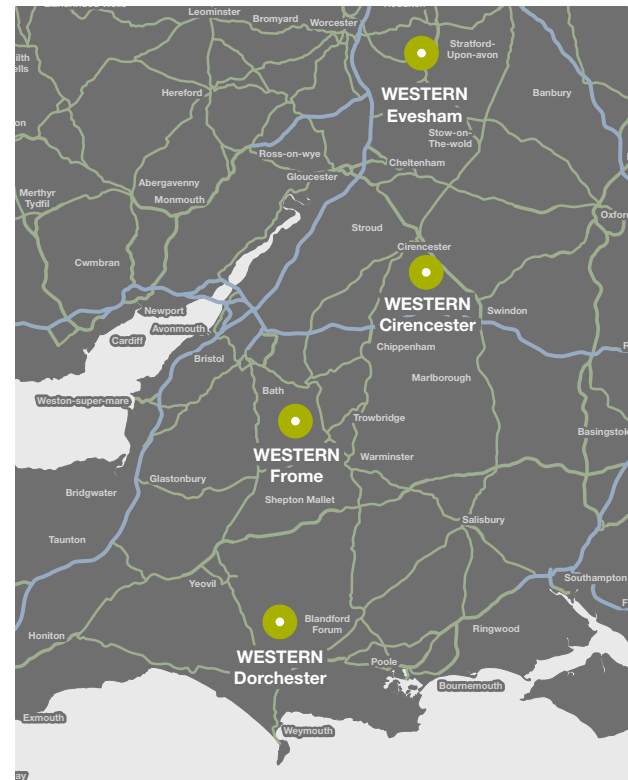 Leominster
Bromyard
Worcester
Stratford-
Upon-avon
Hereford
WESTERN
Evesham
Banbury
Stow-on-
The-wold
Ross-on-wye
Cheltenham
Gloucester
Abergavenny
Merthyr
Tydfil
Monmouth
Stroud
Cirencester
Cwmbran
WESTERN
Cirencester
Newport
Swindon
Avonmouth
Cardiff
Chippenham
Bristol
Marlborough
Bath
Weston-super-mare
Trowbridge
WESTERN
Frome
Warminster
Glastonbury
Bridgwater
Shepton Mallet
Salisbury
Taunton
Southampton
Yeovil
Blandford
Forum
Ringwood
Honiton
WESTERN
Dorchester
Poole
Bournemouth
Exmouth
Weymouth